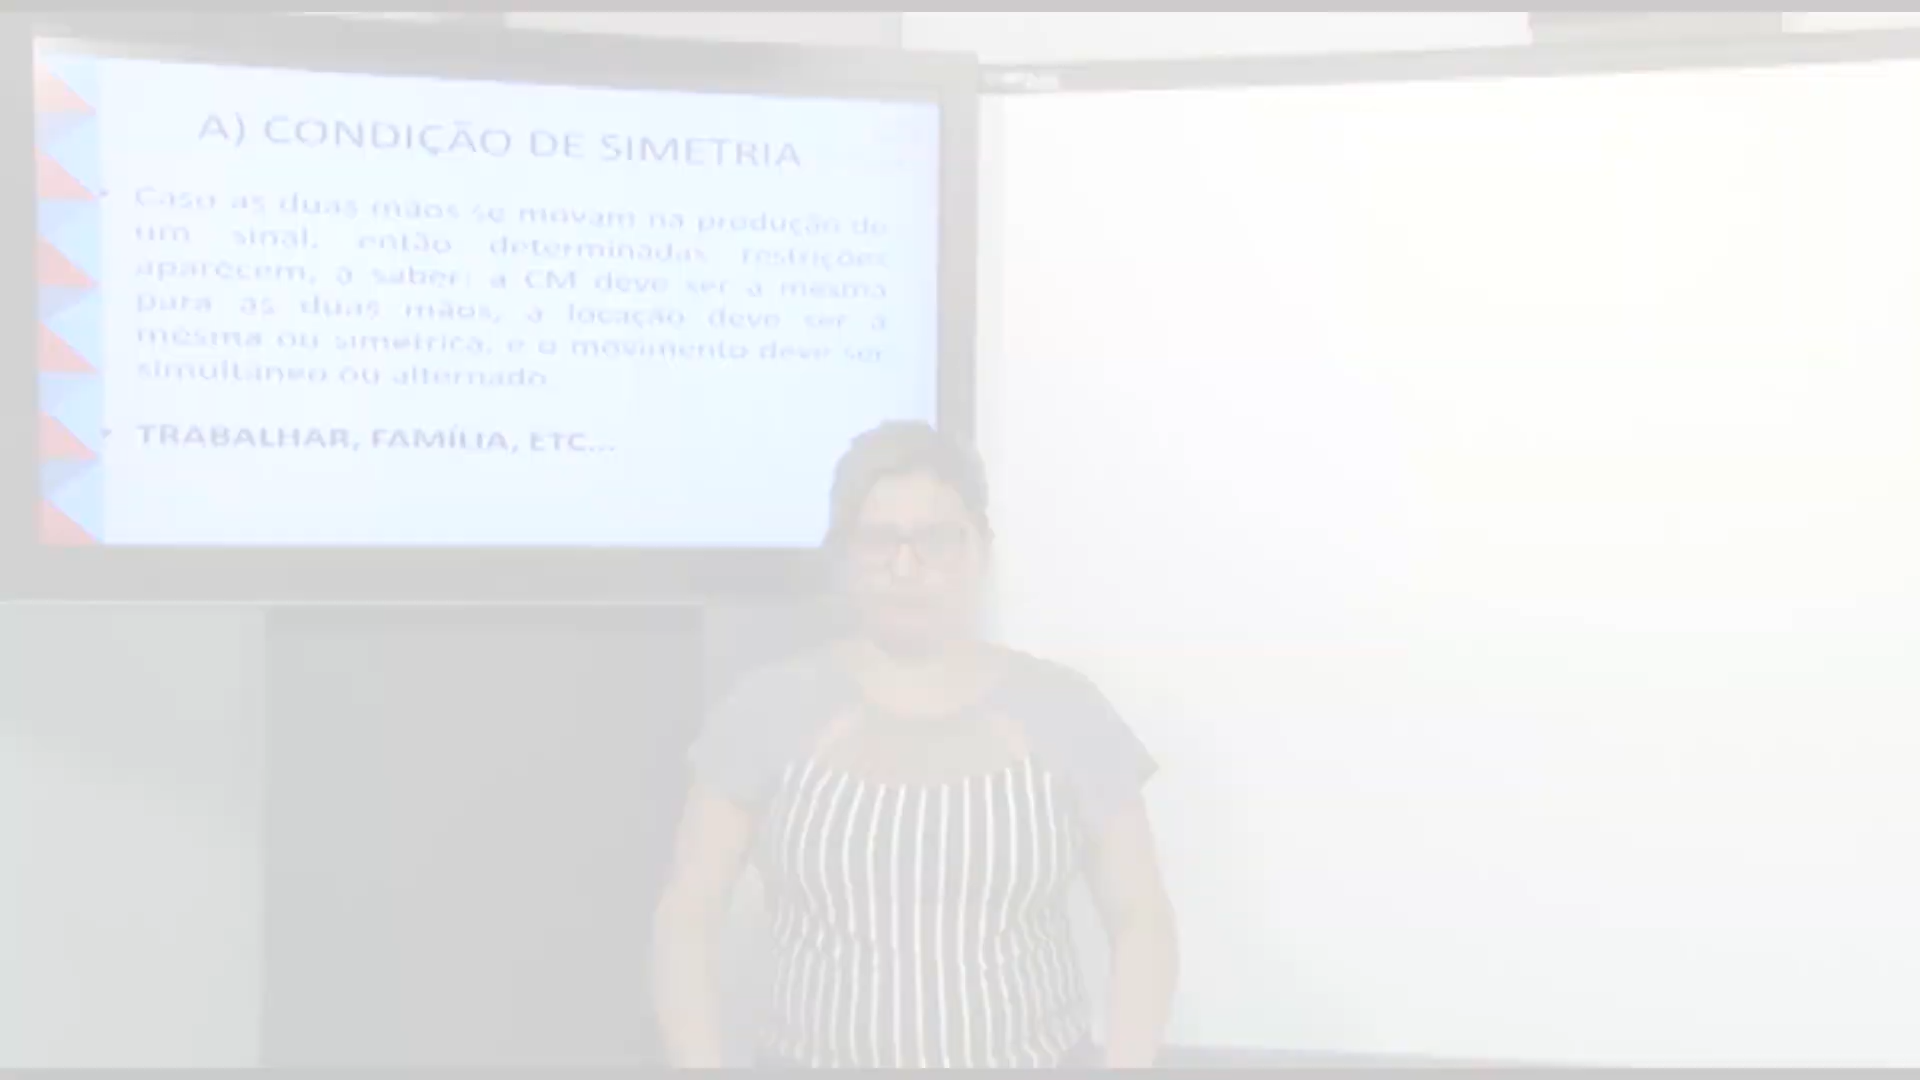 A) CONDIÇÃO DE SIMETRIA
Caso as duas mãos se movam na produção de
um sinal, então determinadas restrições
aparecem, a saber: a CM deve ser a mesma
para as duas mãos, a locação deve ser a
mesma ou simétrica, e o movimento deve ser
simultâneo ou alternado
TRABALHAR, FAMÍLIA, ETC...